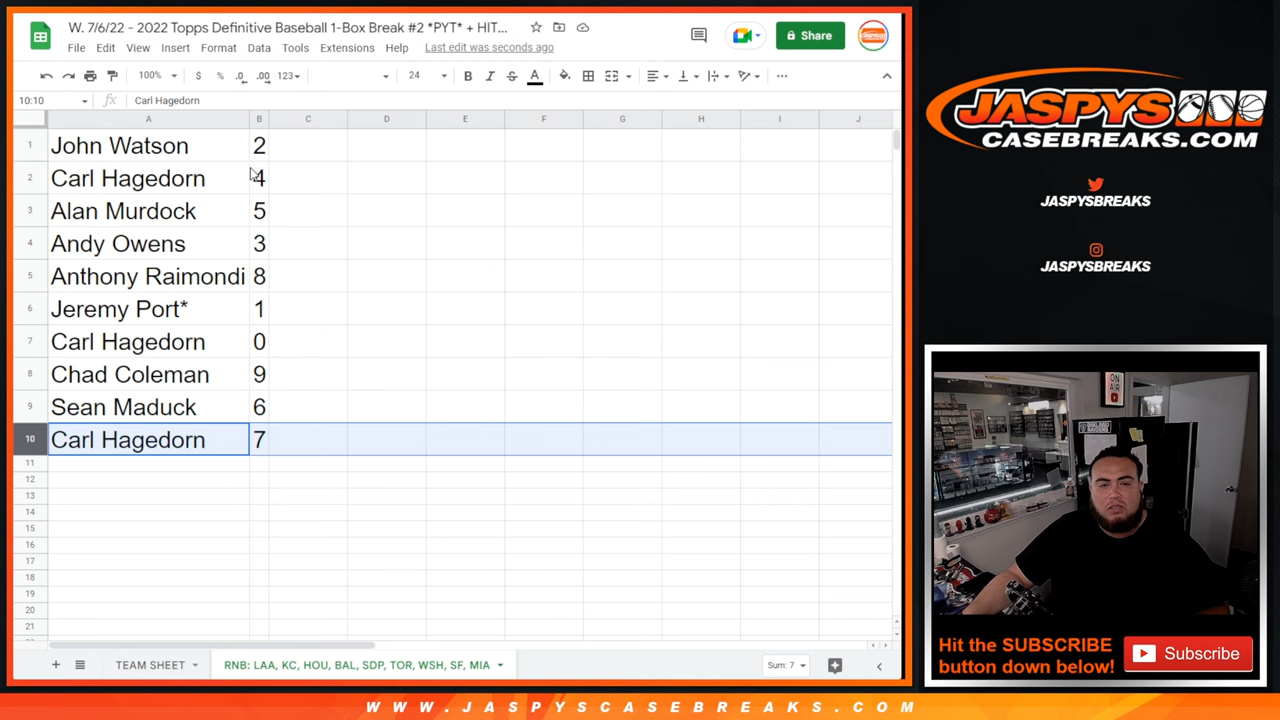 W. 7/6/22 - 2022 Topps Definitive Baseball 1-Box Break #2 *PYT* + HIT...
File Edit View Insert Format Data Tools Extensions Help Last edit was seconds ago
Share
100% $ % .0 .00 123 24 B I S A
10:10 fx Carl Hagedorn
A B C D E F G H I J
1 John Watson 2
2 Carl Hagedorn 4
3 Alan Murdock 5
4 Andy Owens 3
5 Anthony Raimondi 8
6 Jeremy Port* 1
7 Carl Hagedorn 0
8 Chad Coleman 9
9 Sean Maduck 6
10 Carl Hagedorn 7
11
12
13
14
15
16
17
18
19
20
21
TEAM SHEET RNB: LAA, KC, HOU, BAL, SDP, TOR, WSH, SF, MIA Sum: 7
JASPYS
CASEBREAKS.COM
JASPYSBREAKS
JASPYSBREAKS
ON AIR
Hit the SUBSCRIBE
button down below!
Subscribe
WWW.JASPYSCASEBREAKS.COM